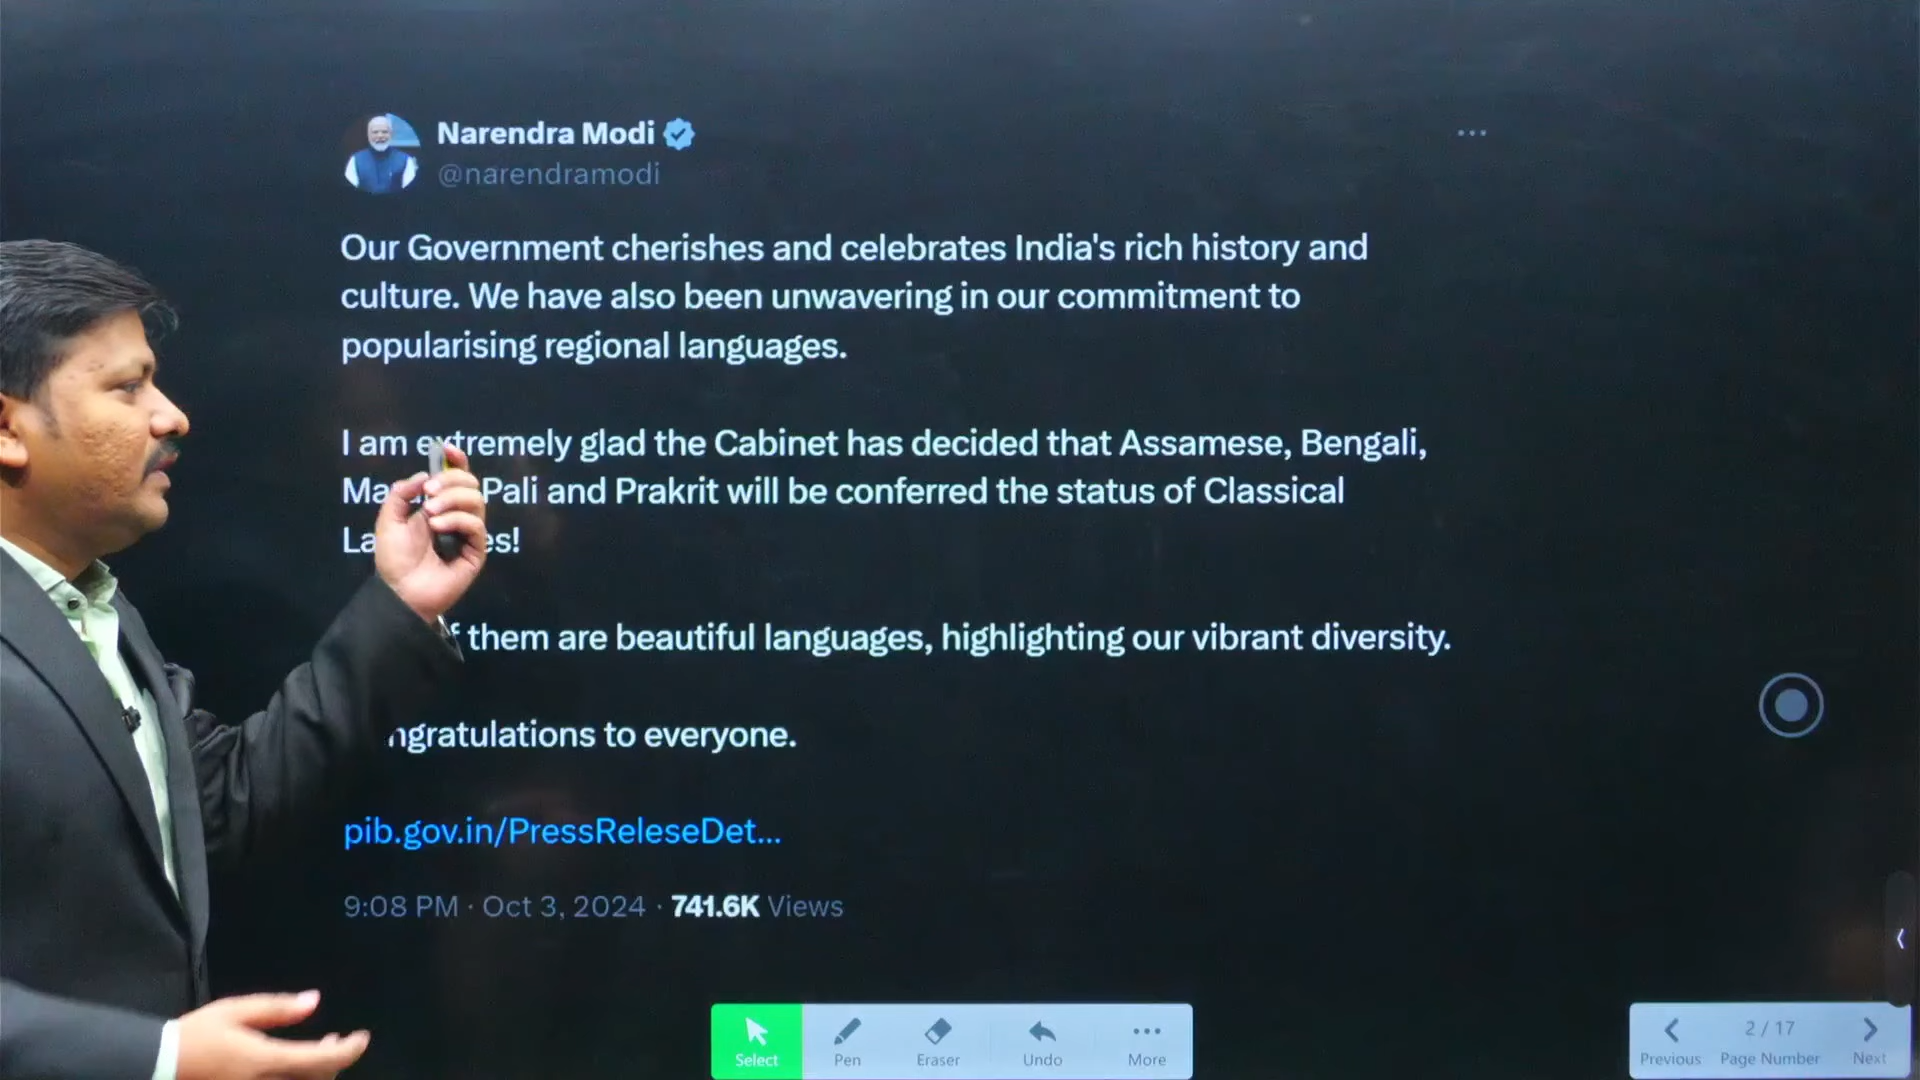 Narendra Modi
@narendramodi
Our Government cherishes and celebrates India's rich history and
culture. We have also been unwavering in our commitment to
popularising regional languages.
I am extremely glad the Cabinet has decided that Assamese, Bengali,
Pali and Prakrit will be conferred the status of Classical
them are beautiful languages, highlighting our vibrant diversity.
ngratulations to everyone.
pib.gov.in/PressReleseDet...
9:08 PM · Oct 3, 2024 · 741.6K Views
Select Pen Eraser Undo More
2 / 17
Previous Page Number Next